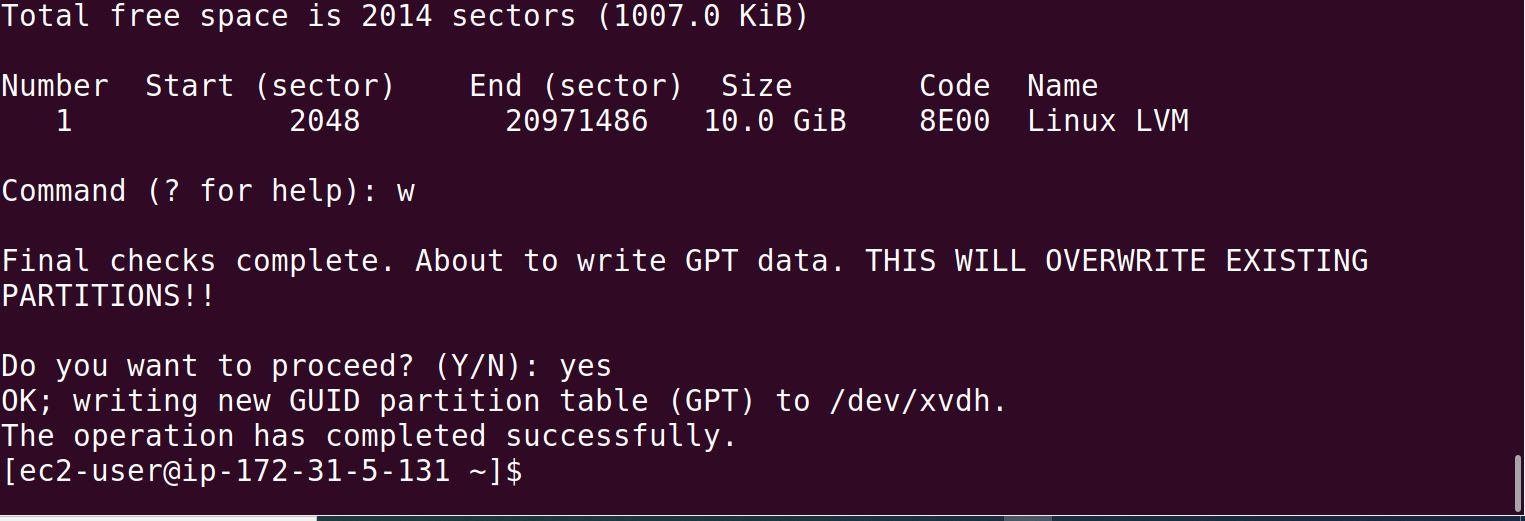 Total free space is 2014 sectors (1007.0 KiB)
Number  Start (sector)    End (sector)  Size       Code  Name
   1            2048        20971486   10.0 GiB    8E00  Linux LVM
Command (? for help): w
Final checks complete. About to write GPT data. THIS WILL OVERWRITE EXISTING
PARTITIONS!!
Do you want to proceed? (Y/N): yes
OK; writing new GUID partition table (GPT) to /dev/xvdh.
The operation has completed successfully.
[ec2-user@ip-172-31-5-131 ~]$